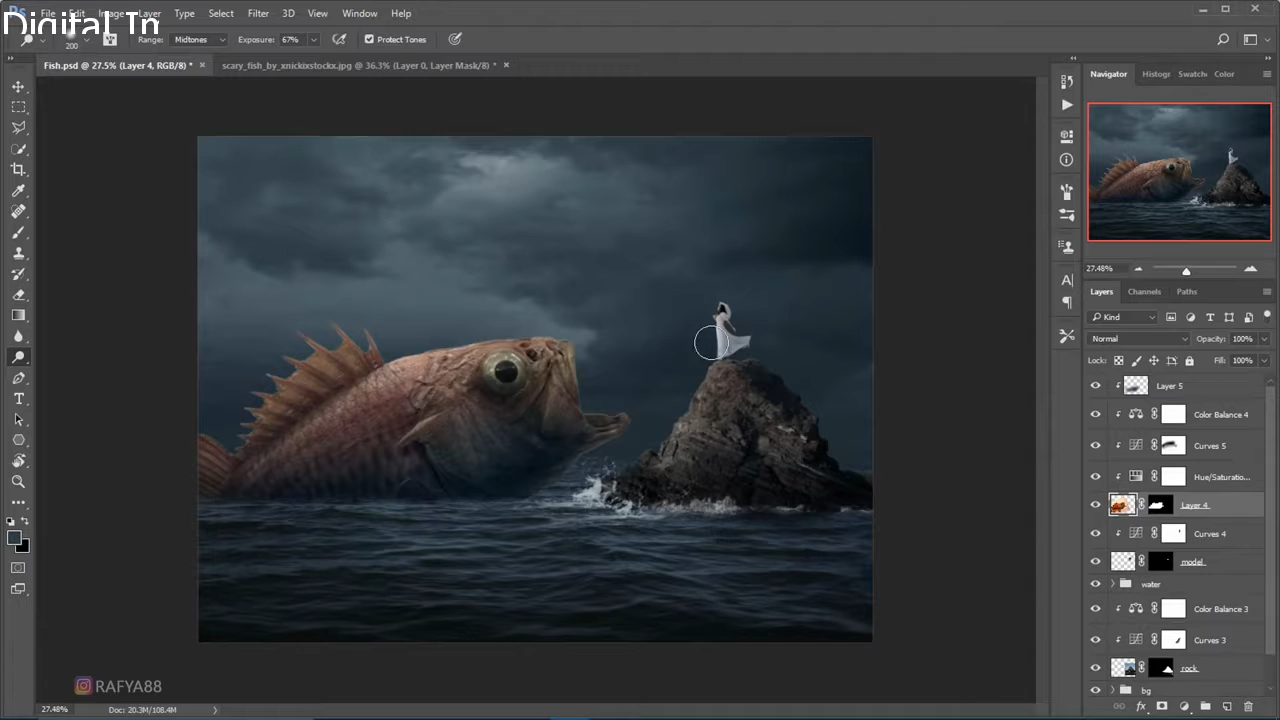 Digital Tr
Ps File Edit Image Layer Type Select Filter 3D View Window Help
200 Range: Midtones Exposure: 67% Protect Tones
Fish.psd @ 27.5% (Layer 4, RGB/8) * × scary_fish_by_xnickixstockx.jpg @ 36.3% (Layer 0, Layer Mask/8) * ×
Navigator Histogr Swatch Color
27.48%
Layers Channels Paths
Kind
Normal Opacity: 100%
Lock: Fill: 100%
Layer 5
Color Balance 4
Curves 5
Hue/Saturatio...
Layer 4
Curves 4
model
water
Color Balance 3
Curves 3
rock
bg
RAFYA88
27.48% Doc: 20.3M/108.4M